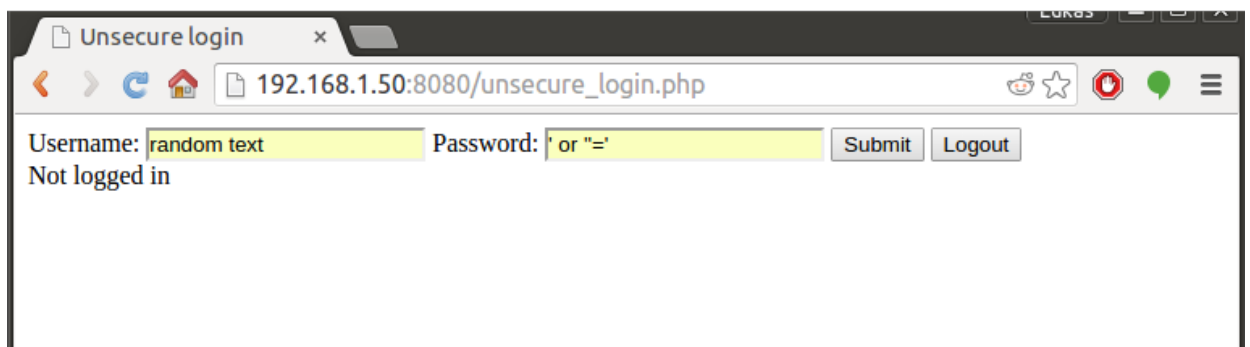 Lukas
Unsecure login ×
192.168.1.50:8080/unsecure_login.php
Username: random text Password: ' or ''=' Submit Logout
Not logged in